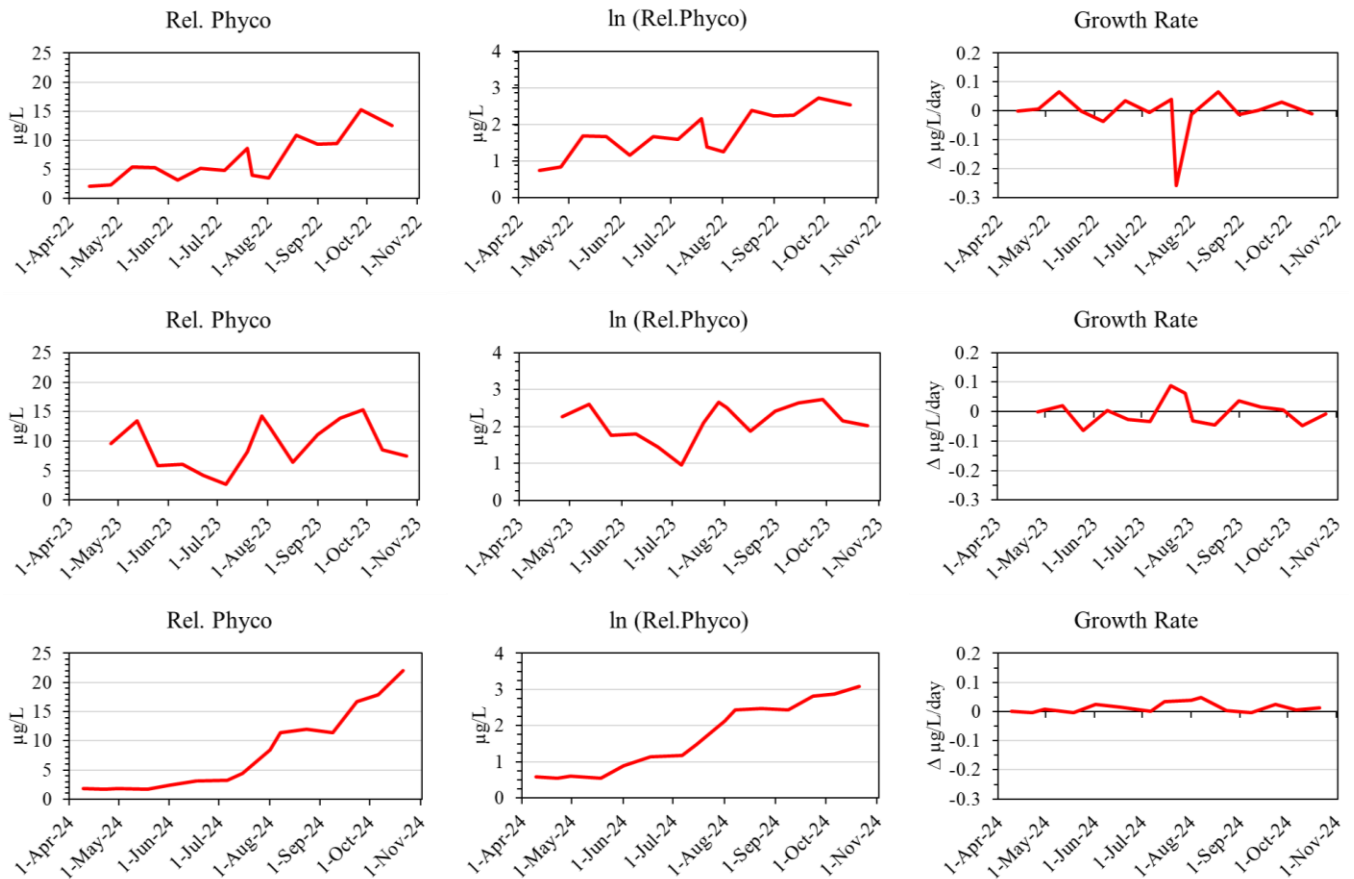 Rel. Phyco
25
20
15
10
5
0
µg/L
1-Apr-22
1-May-22
1-Jun-22
1-Jul-22
1-Aug-22
1-Sep-22
1-Oct-22
1-Nov-22
ln (Rel.Phyco)
4
3
2
1
0
µg/L
1-Apr-22
1-May-22
1-Jun-22
1-Jul-22
1-Aug-22
1-Sep-22
1-Oct-22
1-Nov-22
Growth Rate
0.2
0.1
0
-0.1
-0.2
-0.3
Δ µg/L/day
1-Apr-22
1-May-22
1-Jun-22
1-Jul-22
1-Aug-22
1-Sep-22
1-Oct-22
1-Nov-22
Rel. Phyco
25
20
15
10
5
0
µg/L
1-Apr-23
1-May-23
1-Jun-23
1-Jul-23
1-Aug-23
1-Sep-23
1-Oct-23
1-Nov-23
ln (Rel.Phyco)
4
3
2
1
0
µg/L
1-Apr-23
1-May-23
1-Jun-23
1-Jul-23
1-Aug-23
1-Sep-23
1-Oct-23
1-Nov-23
Growth Rate
0.2
0.1
0
-0.1
-0.2
-0.3
Δ µg/L/day
1-Apr-23
1-May-23
1-Jun-23
1-Jul-23
1-Aug-23
1-Sep-23
1-Oct-23
1-Nov-23
Rel. Phyco
25
20
15
10
5
0
µg/L
1-Apr-24
1-May-24
1-Jun-24
1-Jul-24
1-Aug-24
1-Sep-24
1-Oct-24
1-Nov-24
ln (Rel.Phyco)
4
3
2
1
0
µg/L
1-Apr-24
1-May-24
1-Jun-24
1-Jul-24
1-Aug-24
1-Sep-24
1-Oct-24
1-Nov-24
Growth Rate
0.2
0.1
0
-0.1
-0.2
-0.3
Δ µg/L/day
1-Apr-24
1-May-24
1-Jun-24
1-Jul-24
1-Aug-24
1-Sep-24
1-Oct-24
1-Nov-24